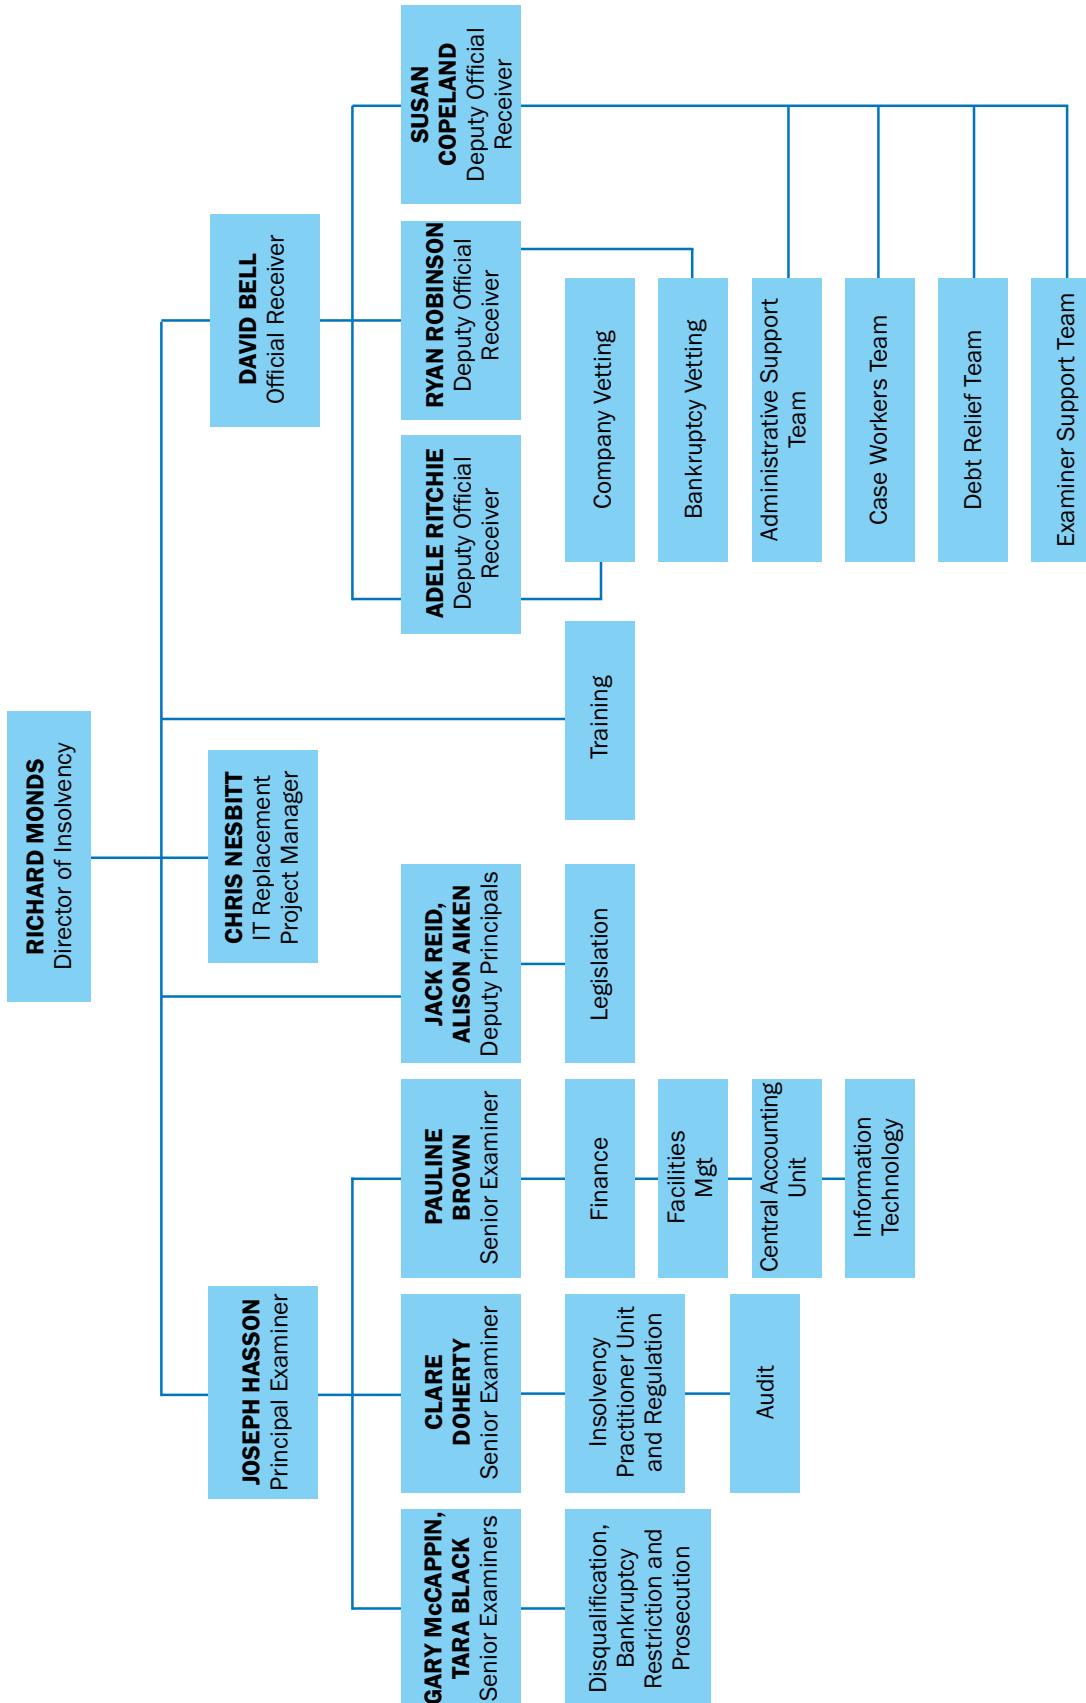 RICHARD MONDS
Director of Insolvency
JOSEPH HASSON
Principal Examiner
CHRIS NESBITT
IT Replacement
Project Manager
DAVID BELL
Official Receiver
GARY McCAPPIN,
TARA BLACK
Senior Examiners
CLARE
DOHERTY
Senior Examiner
PAULINE
BROWN
Senior Examiner
JACK REID,
ALISON AIKEN
Deputy Principals
ADELE RITCHIE
Deputy Official
Receiver
RYAN ROBINSON
Deputy Official
Receiver
SUSAN
COPELAND
Deputy Official
Receiver
Disqualification,
Bankruptcy
Restriction and
Prosecution
Insolvency
Practitioner Unit
and Regulation
Audit
Finance
Facilities
Mgt
Central Accounting
Unit
Information
Technology
Legislation
Training
Company Vetting
Bankruptcy Vetting
Administrative Support
Team
Case Workers Team
Debt Relief Team
Examiner Support Team